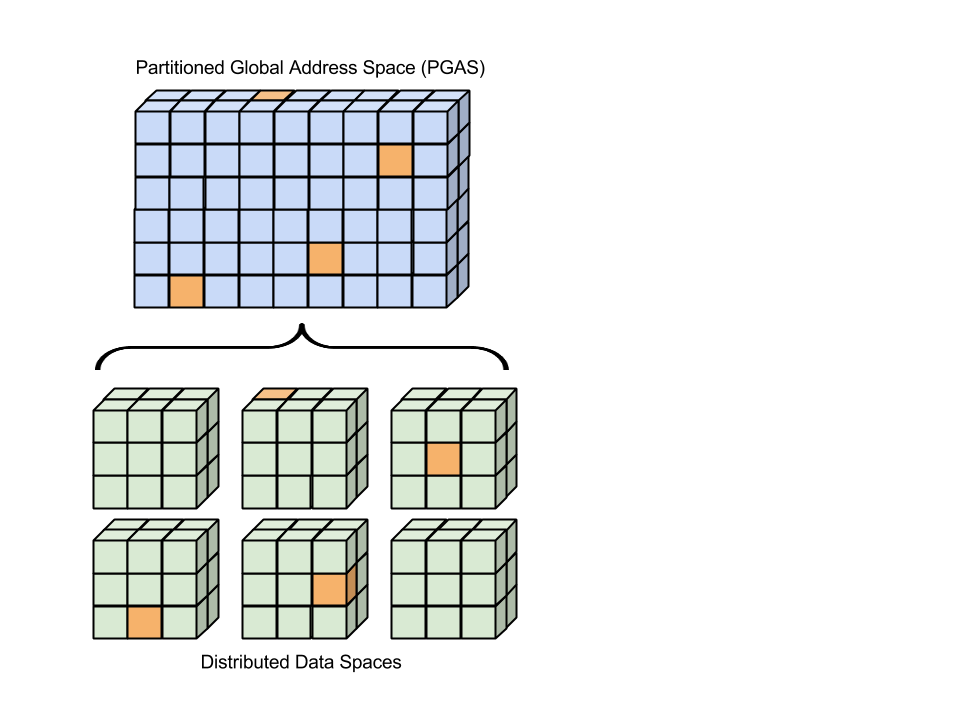 Partitioned Global Address Space (PGAS)
Distributed Data Spaces